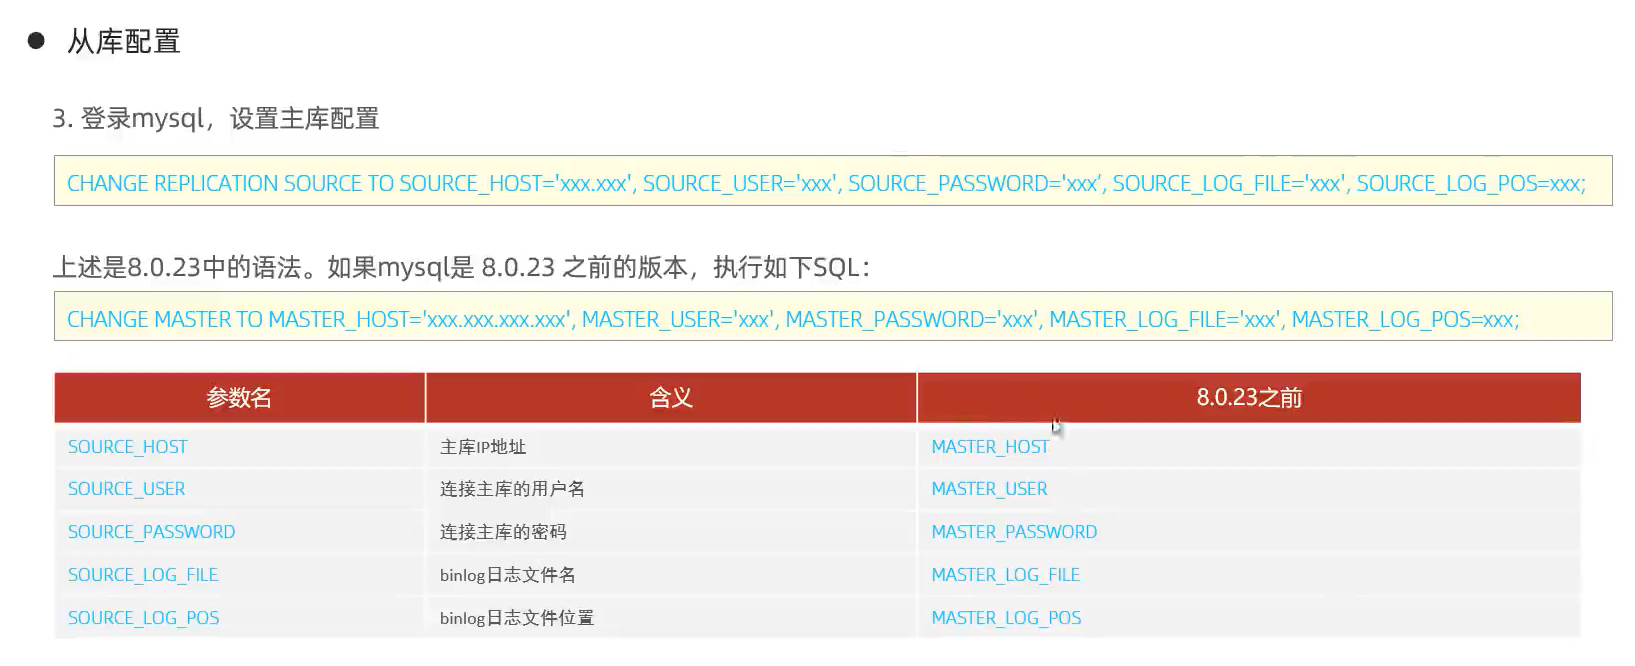 ● 从库配置
3. 登录mysql，设置主库配置
CHANGE REPLICATION SOURCE TO SOURCE_HOST='xxx.xxx', SOURCE_USER='xxx', SOURCE_PASSWORD='xxx’, SOURCE_LOG_FILE='xxx', SOURCE_LOG_POS=xxx;
上述是8.0.23中的语法。如果mysql是 8.0.23 之前的版本，执行如下SQL：
CHANGE MASTER TO MASTER_HOST='xxx.xxx.xxx.xxx', MASTER_USER='xxx', MASTER_PASSWORD='xxx', MASTER_LOG_FILE='xxx', MASTER_LOG_POS=xxx;
参数名 含义 8.0.23之前
SOURCE_HOST 主库IP地址 MASTER_HOST
SOURCE_USER 连接主库的用户名 MASTER_USER
SOURCE_PASSWORD 连接主库的密码 MASTER_PASSWORD
SOURCE_LOG_FILE binlog日志文件名 MASTER_LOG_FILE
SOURCE_LOG_POS binlog日志文件位置 MASTER_LOG_POS